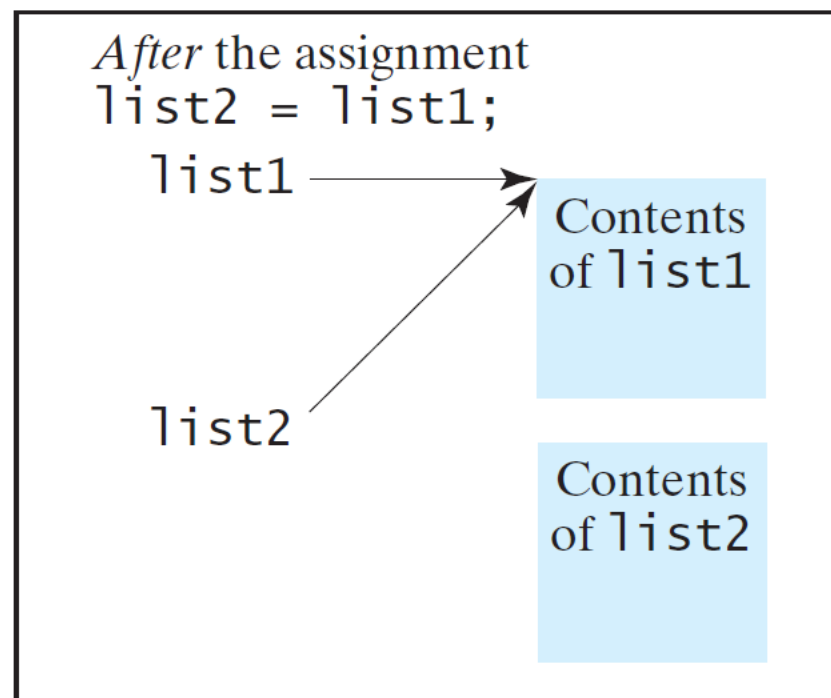 After the assignment
list2 = list1;
list1
Contents
of list1
list2
Contents
of list2